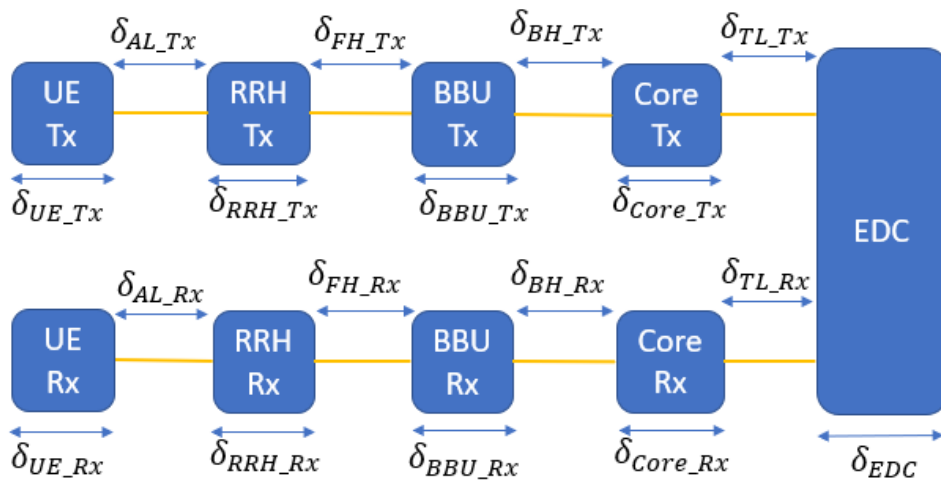 δ_AL_Tx δ_FH_Tx δ_BH_Tx δ_TL_Tx
UE RRH BBU Core
Tx Tx Tx Tx
δ_UE_Tx δ_RRH_Tx δ_BBU_Tx δ_Core_Tx
EDC
δ_AL_Rx δ_FH_Rx δ_BH_Rx δ_TL_Rx
UE RRH BBU Core
Rx Rx Rx Rx
δ_UE_Rx δ_RRH_Rx δ_BBU_Rx δ_Core_Rx δ_EDC